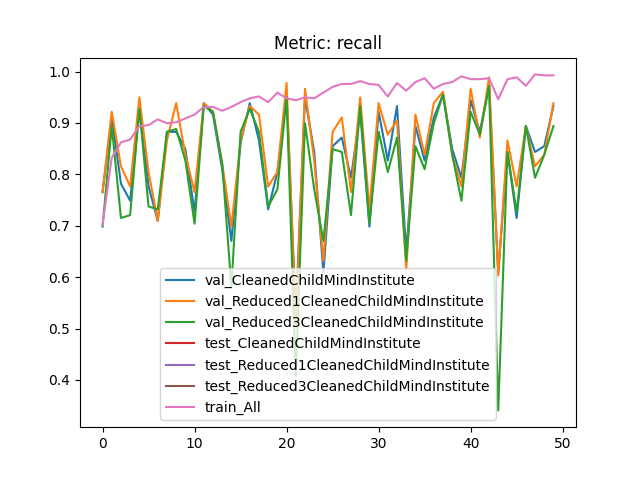 Metric: recall
1.0
0.9
0.8
0.7
0.6
0.5
0.4
val_CleanedChildMindInstitute
val_Reduced1CleanedChildMindInstitute
val_Reduced3CleanedChildMindInstitute
test_CleanedChildMindInstitute
test_Reduced1CleanedChildMindInstitute
test_Reduced3CleanedChildMindInstitute
train_All
0 10 20 30 40 50